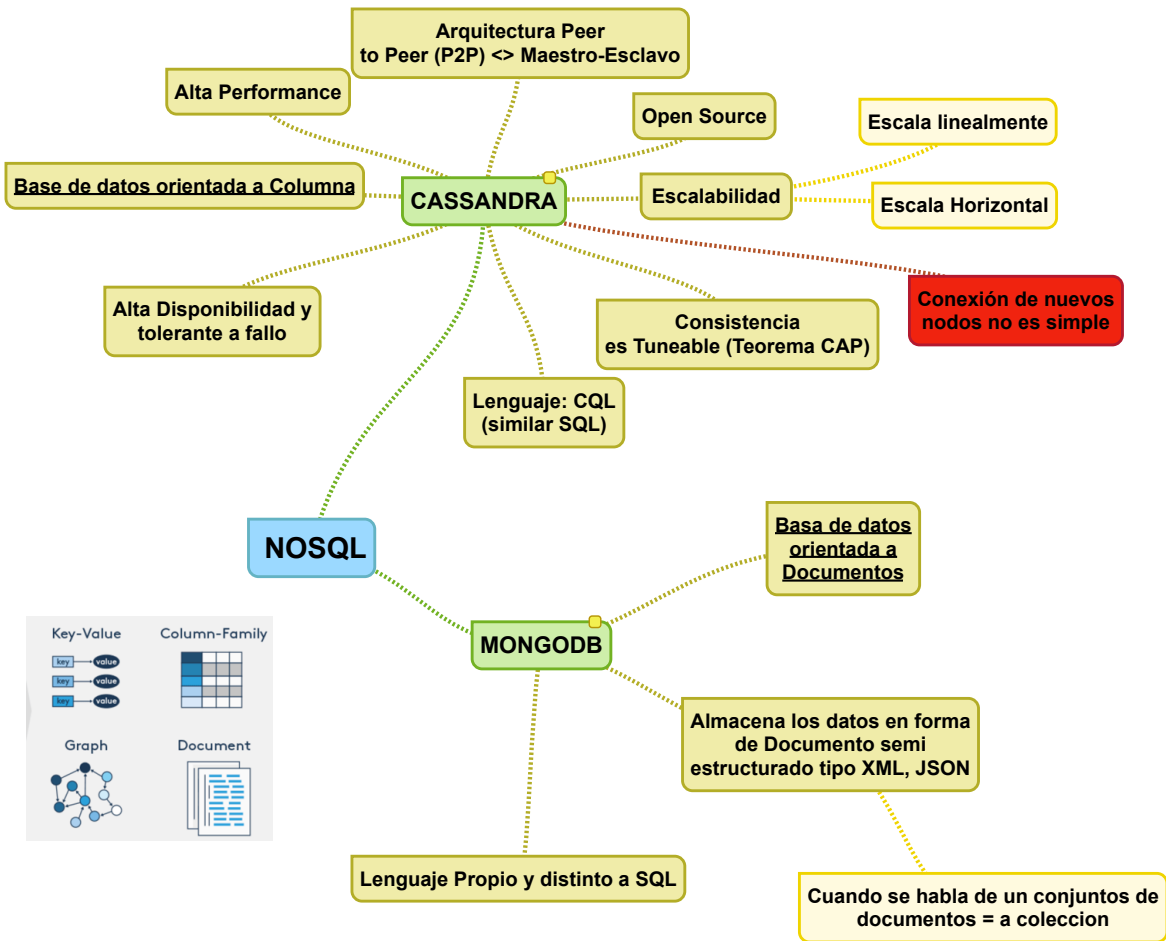 Arquitectura Peer
to Peer (P2P) <> Maestro-Esclavo
Alta Performance
Open Source
Escala linealmente
Base de datos orientada a Columna
CASSANDRA
Escalabilidad
Escala Horizontal
Alta Disponibilidad y
tolerante a fallo
Consistencia
es Tuneable (Teorema CAP)
Conexión de nuevos
nodos no es simple
Lenguaje: CQL
(similar SQL)
NOSQL
Basa de datos
orientada a
Documentos
MONGODB
Key-Value
Column-Family
key value
key value
key value
Graph
Document
Almacena los datos en forma
de Documento semi
estructurado tipo XML, JSON
Lenguaje Propio y distinto a SQL
Cuando se habla de un conjuntos de
documentos = a coleccion